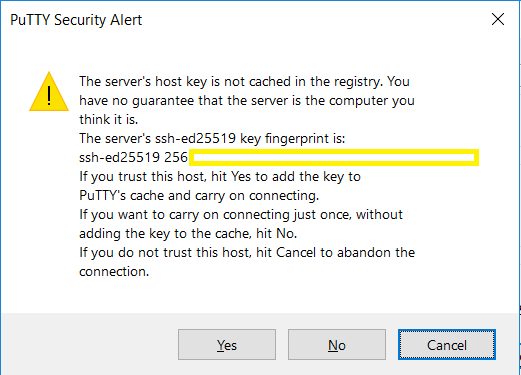 PuTTY Security Alert
The server's host key is not cached in the registry. You
have no guarantee that the server is the computer you
think it is.
The server's ssh-ed25519 key fingerprint is:
ssh-ed25519 256
If you trust this host, hit Yes to add the key to
PuTTY's cache and carry on connecting.
If you want to carry on connecting just once, without
adding the key to the cache, hit No.
If you do not trust this host, hit Cancel to abandon the
connection.
Yes No Cancel